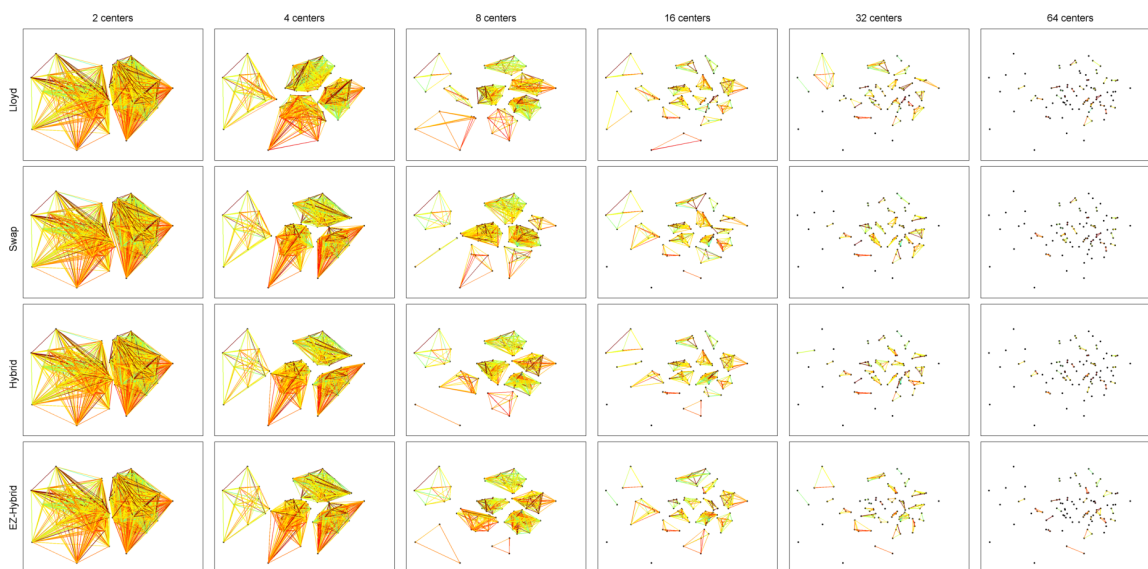 2 centers
4 centers
8 centers
16 centers
32 centers
64 centers
Lloyd
Swap
Hybrid
EZ-Hybrid